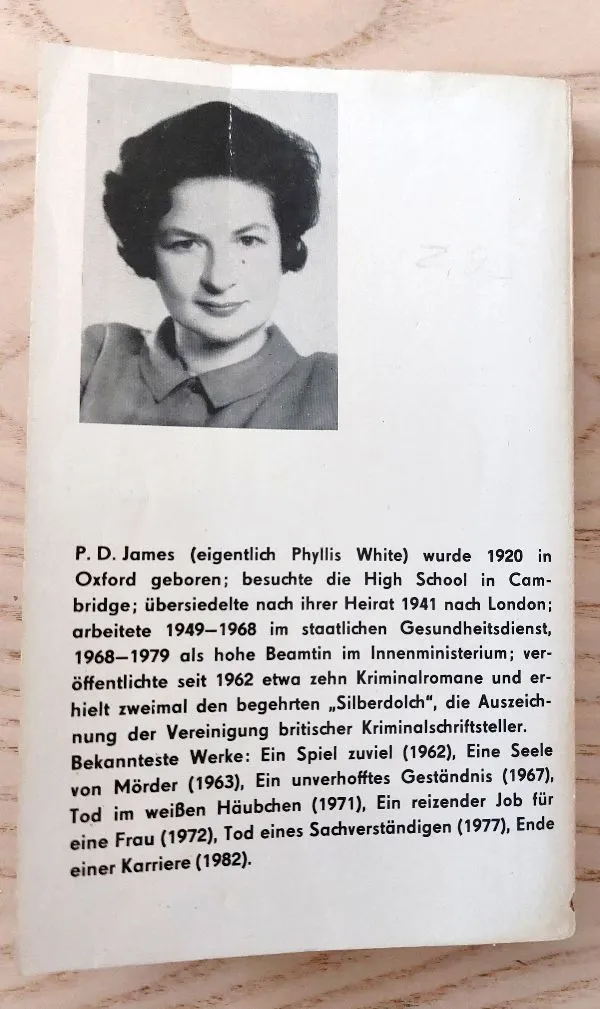 P. D. James (eigentlich Phyllis White) wurde 1920 in
Oxford geboren; besuchte die High School in Cam-
bridge; übersiedelte nach ihrer Heirat 1941 nach London;
arbeitete 1949—1968 im staatlichen Gesundheitsdienst,
1968—1979 als hohe Beamtin im Innenministerium; ver-
öffentlichte seit 1962 etwa zehn Kriminalromane und er-
hielt zweimal den begehrten „Silberdolch“, die Auszeich-
nung der Vereinigung britischer Kriminalschriftsteller.
Bekannteste Werke: Ein Spiel zuviel (1962), Eine Seele
von Mörder (1963), Ein unverhofftes Geständnis (1967),
Tod im weißen Häubchen (1971), Ein reizender Job für
eine Frau (1972), Tod eines Sachverständigen (1977), Ende
einer Karriere (1982).